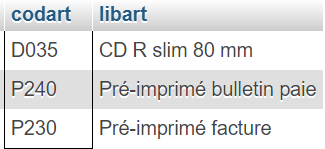 codart libart
D035 CD R slim 80 mm
P240 Pré-imprimé bulletin paie
P230 Pré-imprimé facture